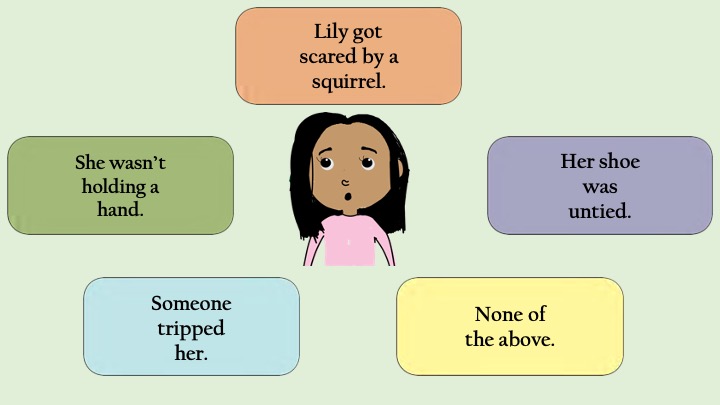 Lily got
scared by a
squirrel.
She wasn't
holding a
hand.
Her shoe
was
untied.
Someone
tripped
her.
None of
the above.